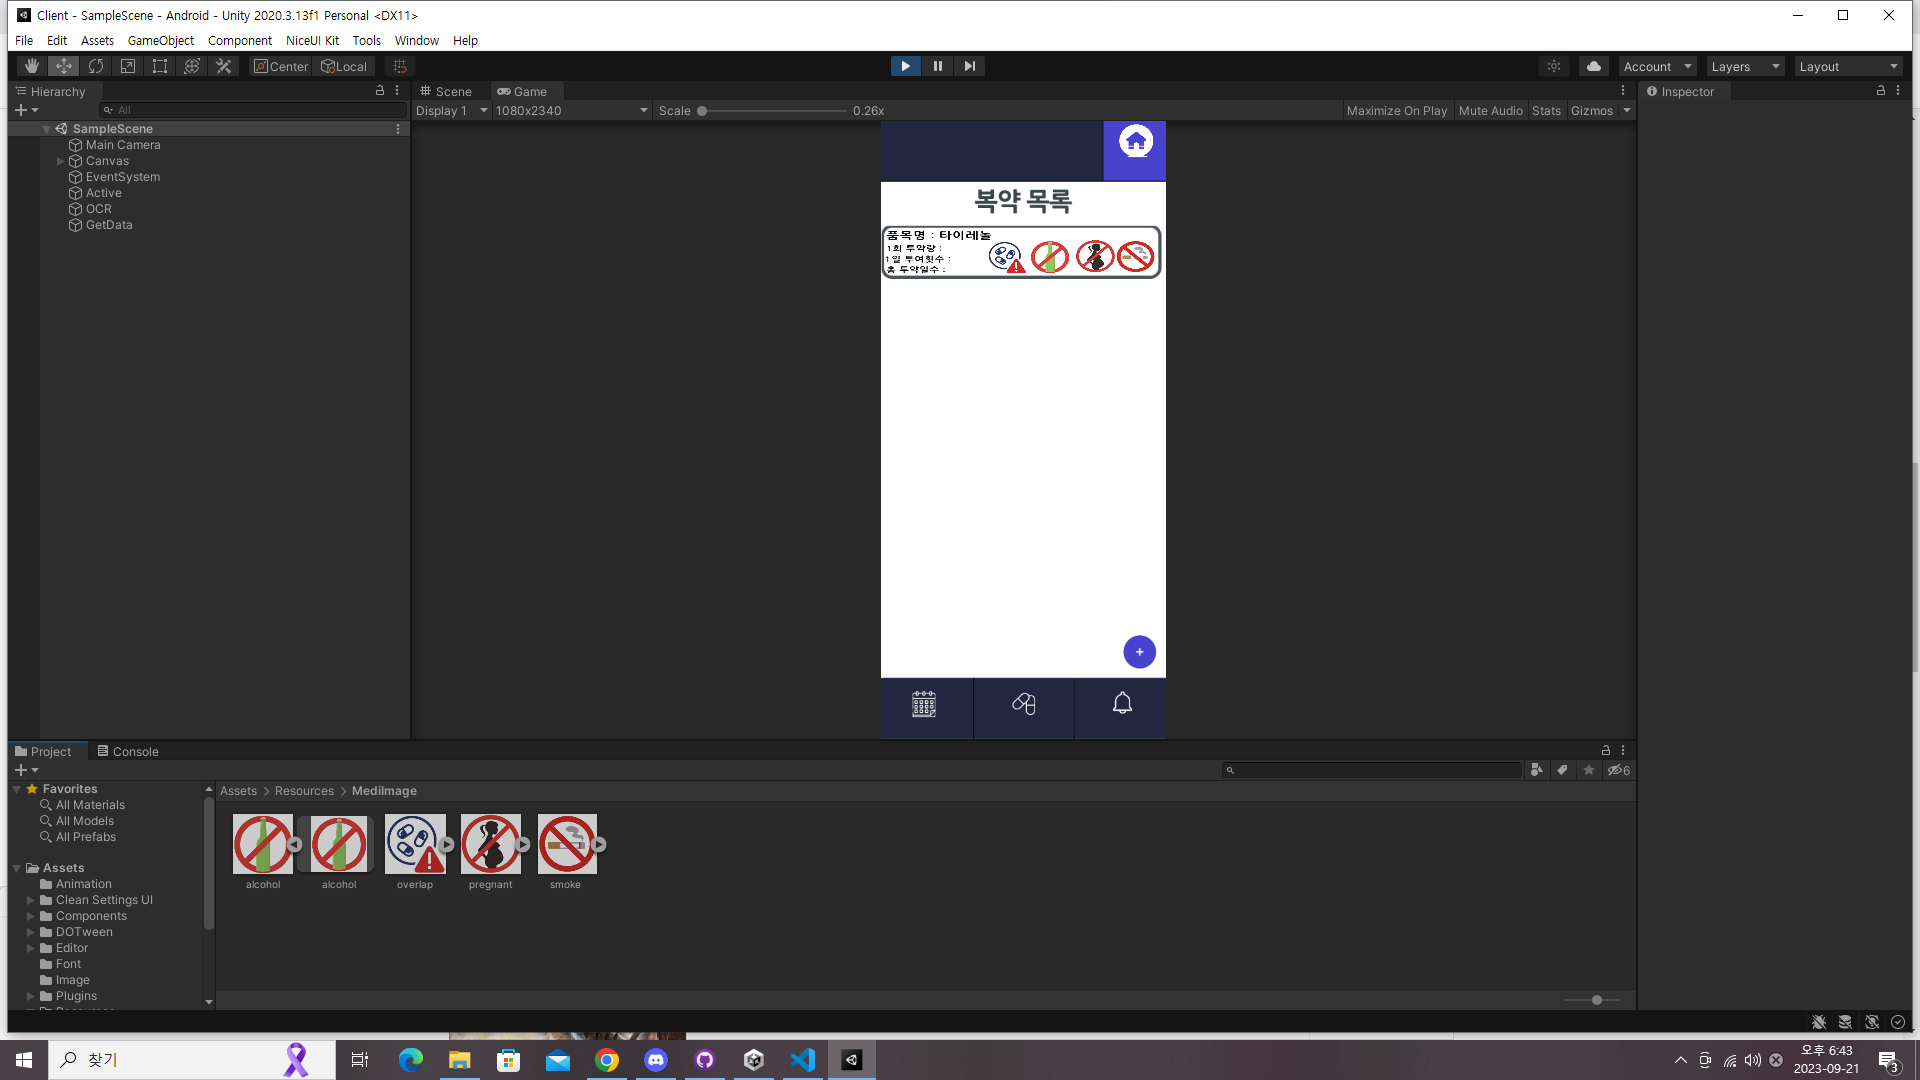 Client - SampleScene - Android - Unity 2020.3.13f1 Personal <DX11>
File Edit Assets GameObject Component NiceUI Kit Tools Window Help
Center Local
Account Layers Layout
Hierarchy
All
SampleScene
Main Camera
Canvas
EventSystem
Active
OCR
GetData
Scene Game
Display 1 1080x2340 Scale 0.26x Maximize On Play Mute Audio Stats Gizmos
복약 목록
품목명 : 타이레놀
1회 투약량 :
1일 투여횟수 :
총 투약일수 :
+
Inspector
Project Console
6
Favorites
All Materials
All Models
All Prefabs
Assets
Animation
Clean Settings UI
Components
DOTween
Editor
Font
Image
Plugins
Assets > Resources > MediImage
alcohol alcohol overlap pregnant smoke
찾기
오후 6:43
2023-09-21
3